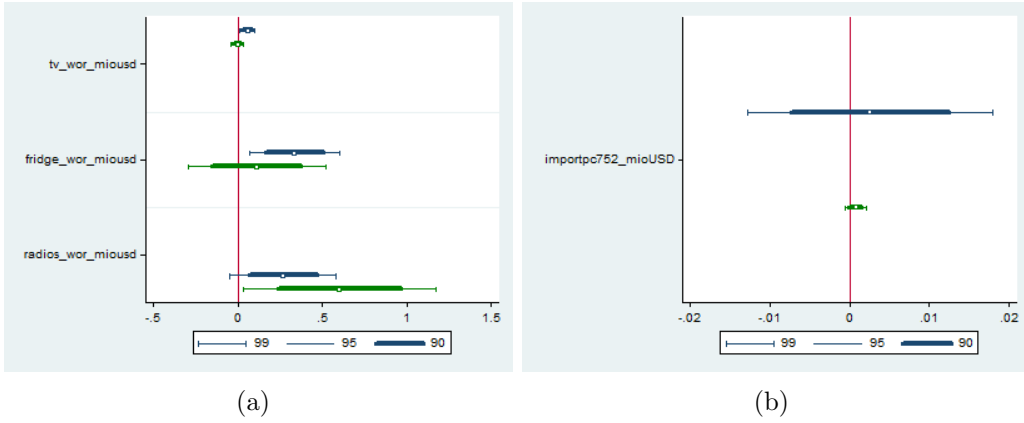 tv_wor_miousd
fridge_wor_miousd
radios_wor_miousd
-.5 0 .5 1 1.5
99 95 90
(a)
importpc752_mioUSD
-.02 -.01 0 .01 .02
99 95 90
(b)